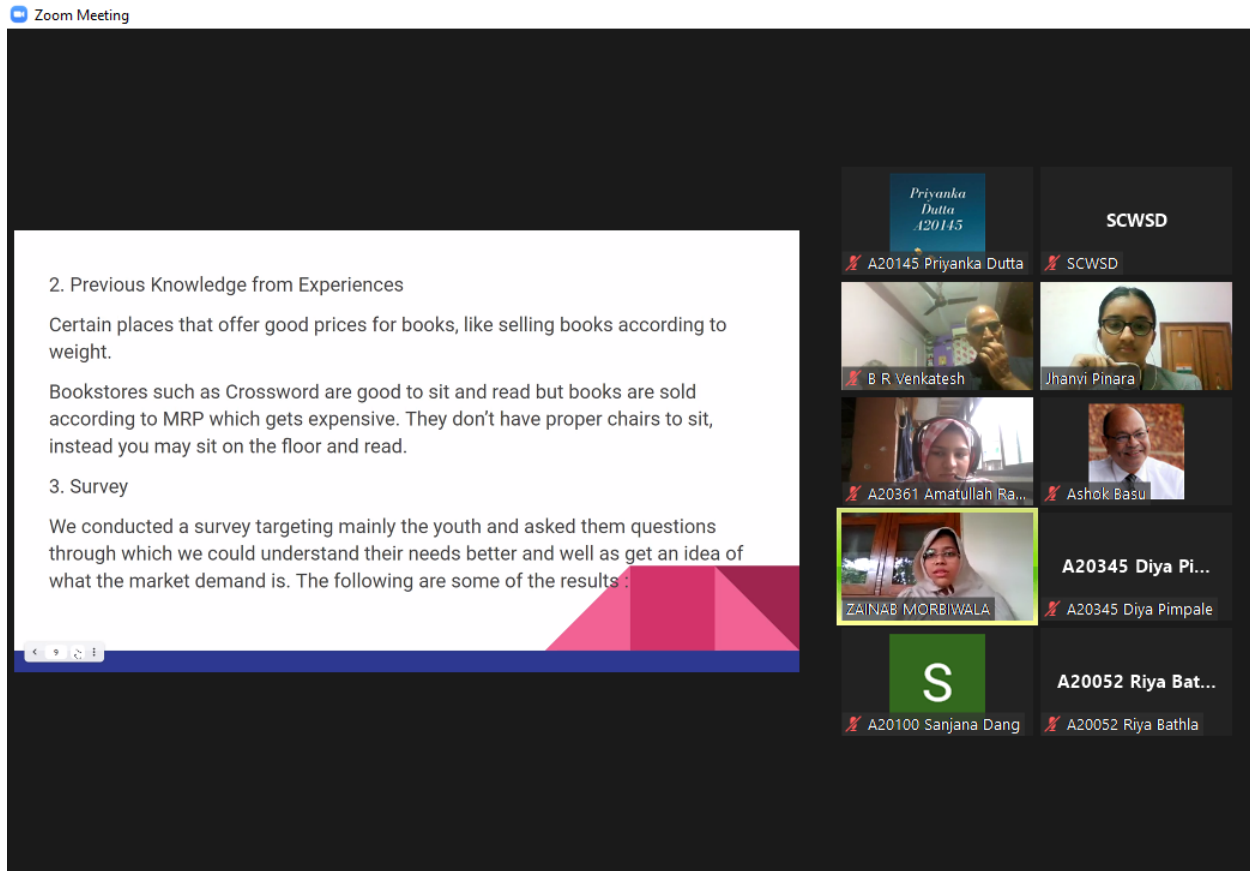 Zoom Meeting
2. Previous Knowledge from Experiences
Certain places that offer good prices for books, like selling books according to
weight.
Bookstores such as Crossword are good to sit and read but books are sold
according to MRP which gets expensive. They don’t have proper chairs to sit,
instead you may sit on the floor and read.
3. Survey
We conducted a survey targeting mainly the youth and asked them questions
through which we could understand their needs better and well as get an idea of
what the market demand is. The following are some of the results :
9
Priyanka
Dutta
A20145
A20145 Priyanka Dutta
SCWSD
SCWSD
B R Venkatesh
Jhanvi Pinara
A20361 Amatullah Ra...
Ashok Basu
ZAINAB MORBIWALA
A20345 Diya Pi...
A20345 Diya Pimpale
S
A20100 Sanjana Dang
A20052 Riya Bat...
A20052 Riya Bathla